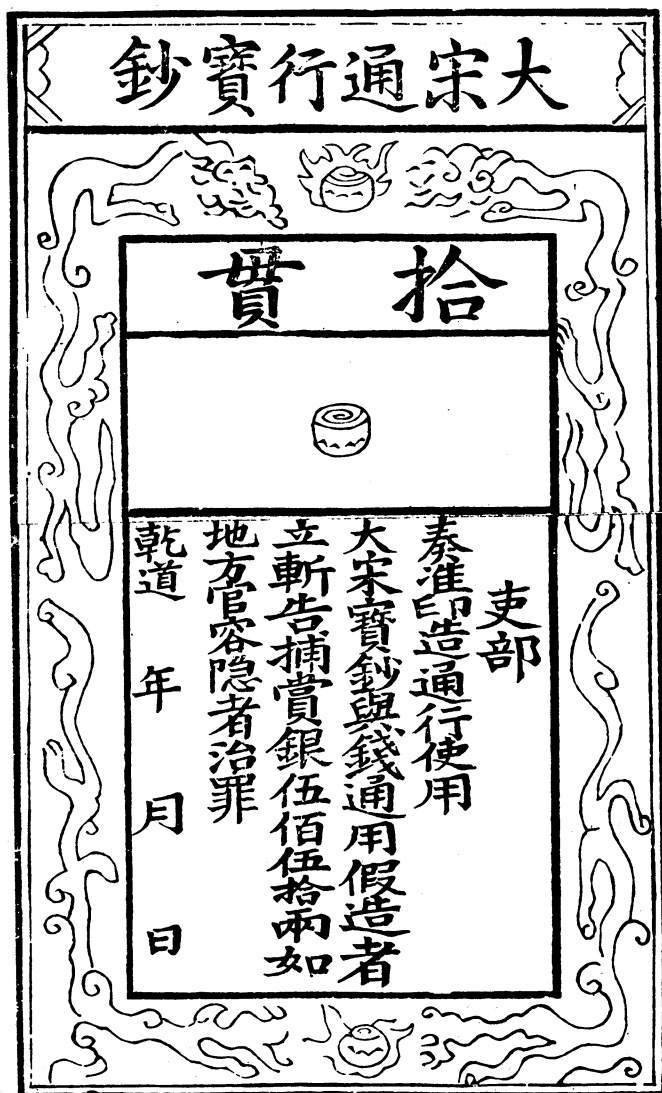 大宋通行寶鈔
拾貫
吏部
奏准印造通行使用
大宋寶鈔與錢通用假造者
立斬告捕賞銀伍佰伍拾兩如
地方官容隐者治罪
乾道 年 月 日